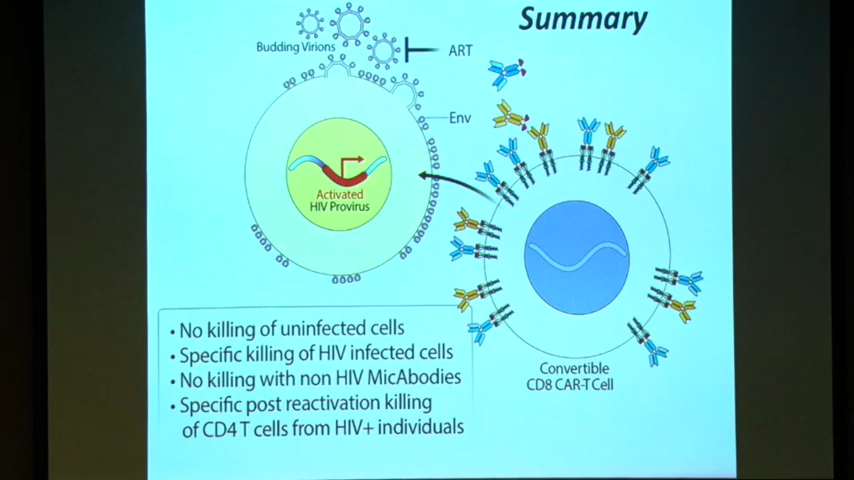 Summary
Budding Virions
ART
Env
Activated
HIV Provirus
• No killing of uninfected cells
• Specific killing of HIV infected cells
• No killing with non HIV MicAbodies
• Specific post reactivation killing
of CD4 T cells from HIV+ individuals
Convertible
CD8 CAR-T Cell